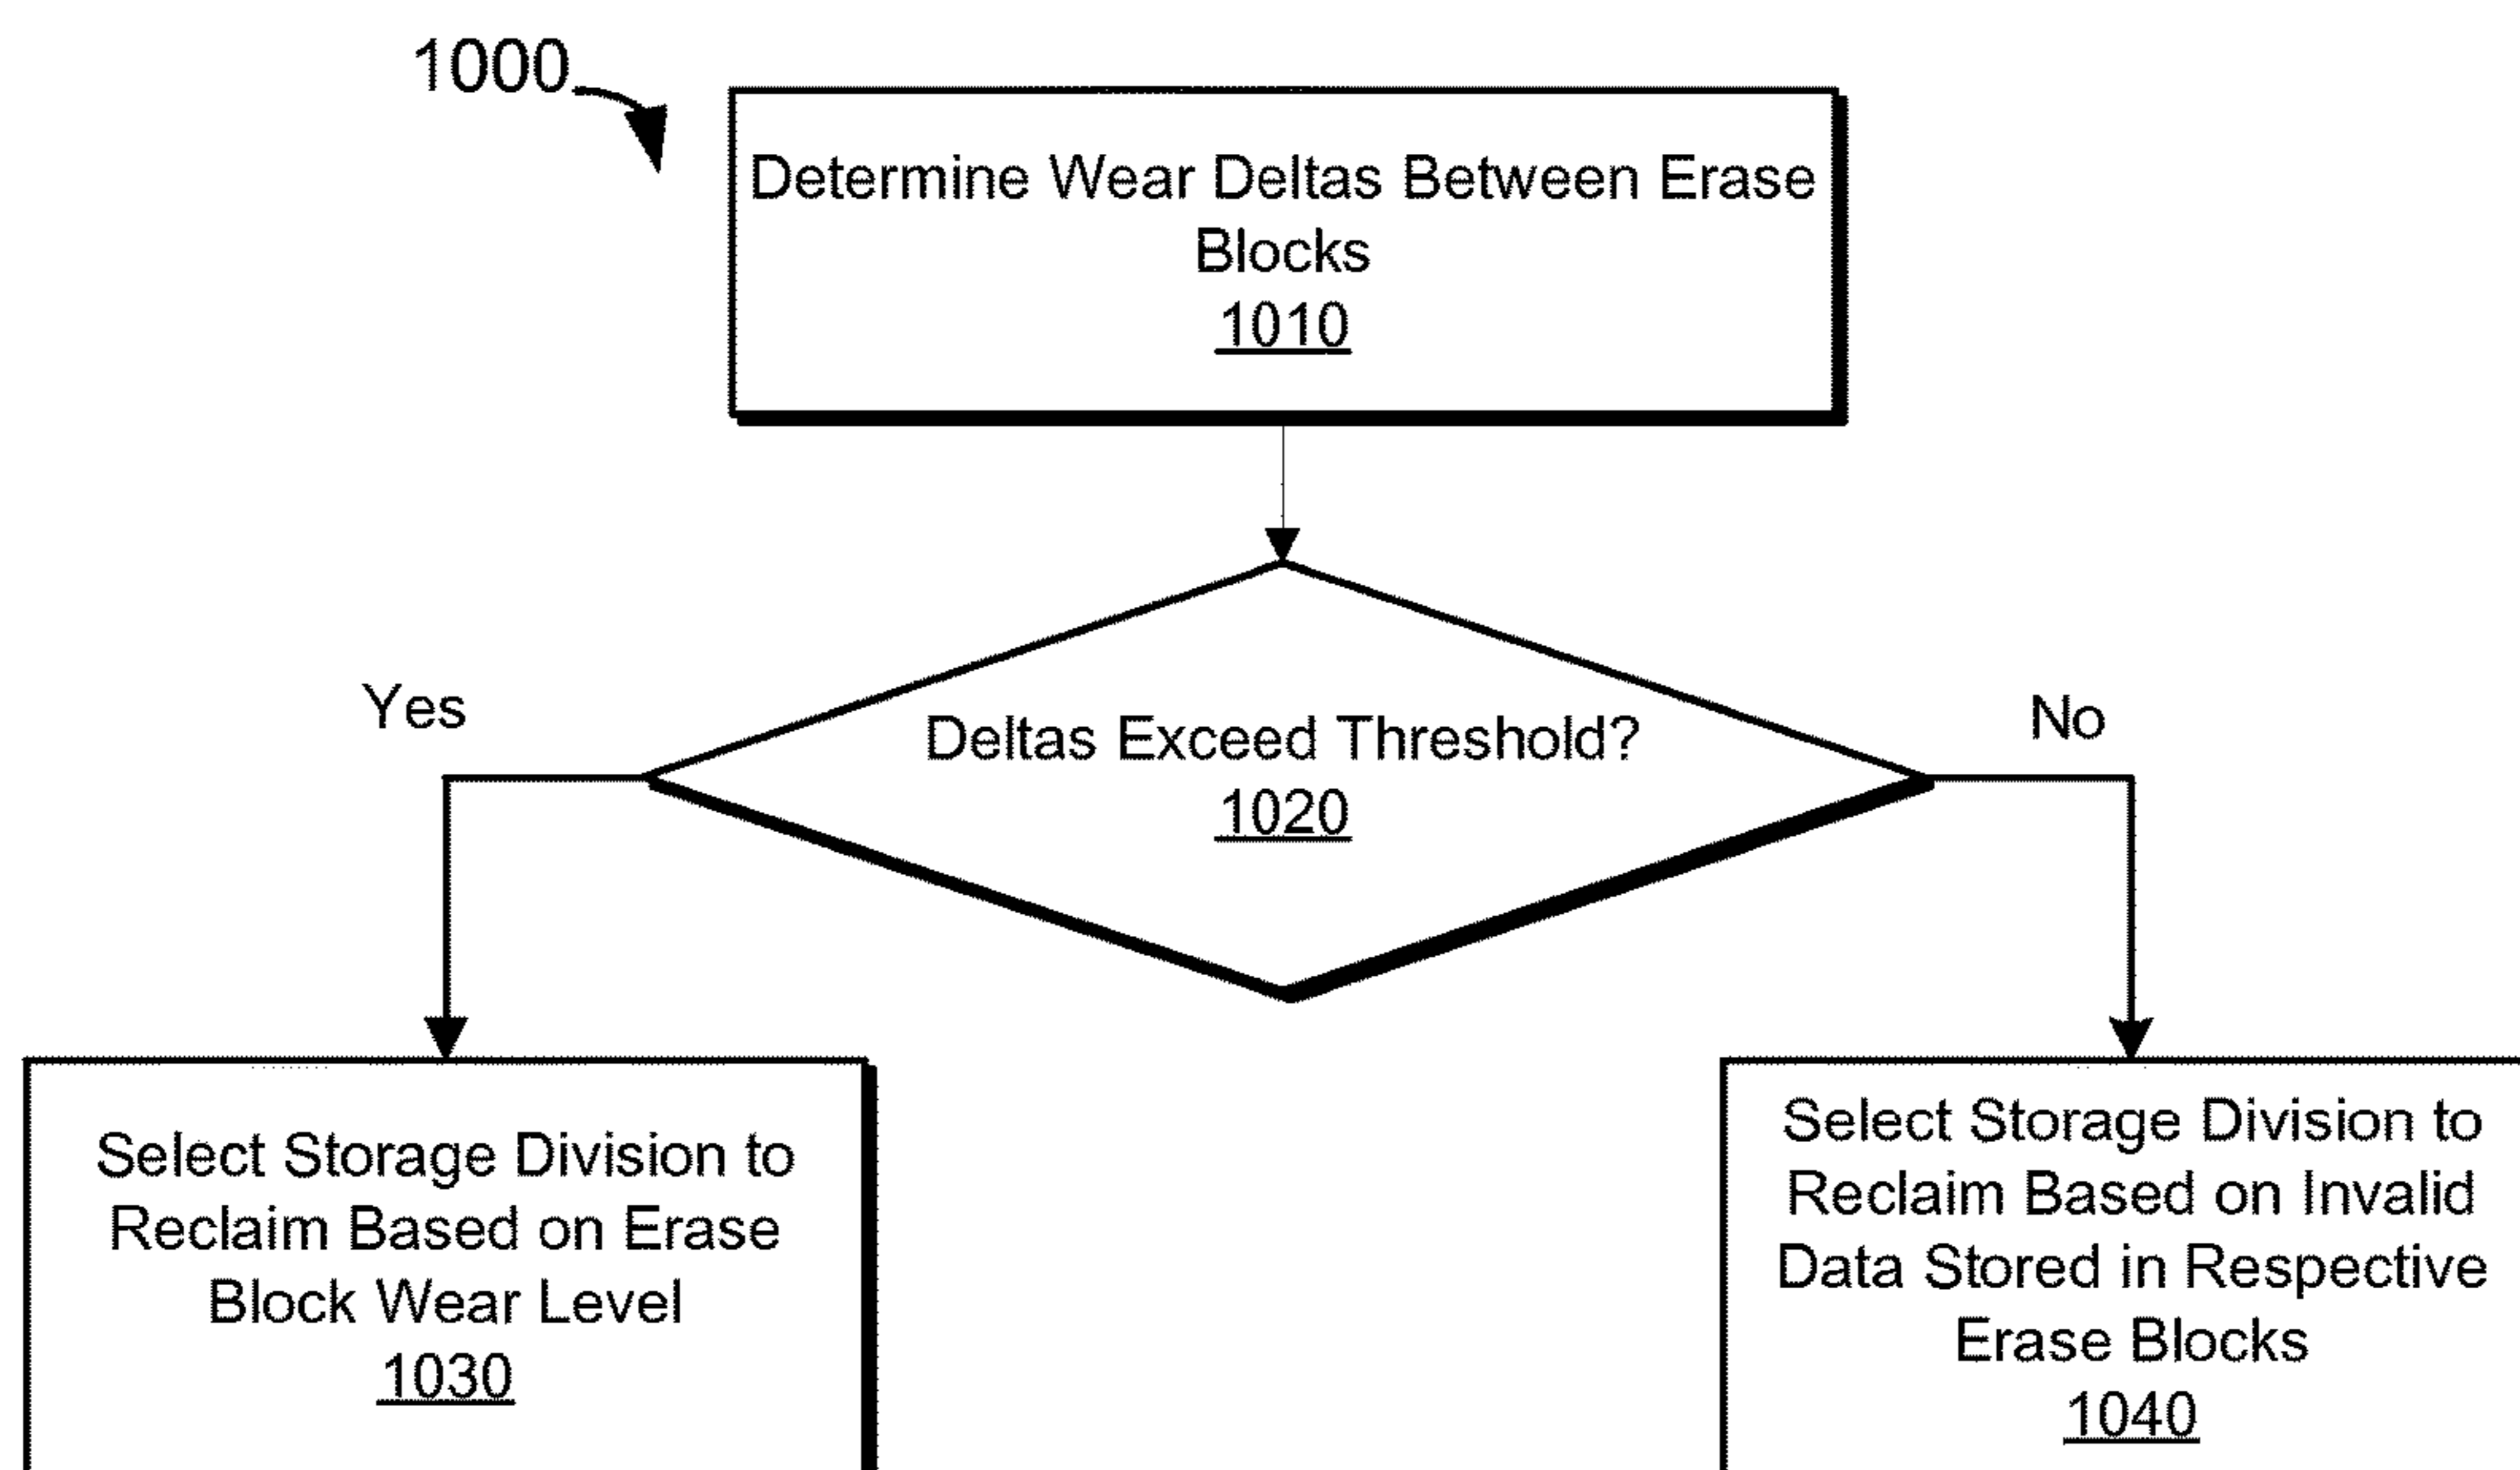 1000
Determine Wear Deltas Between Erase
Blocks
1010
Yes
Deltas Exceed Threshold?
1020
No
Select Storage Division to
Reclaim Based on Erase
Block Wear Level
1030
Select Storage Division to
Reclaim Based on Invalid
Data Stored in Respective
Erase Blocks
1040